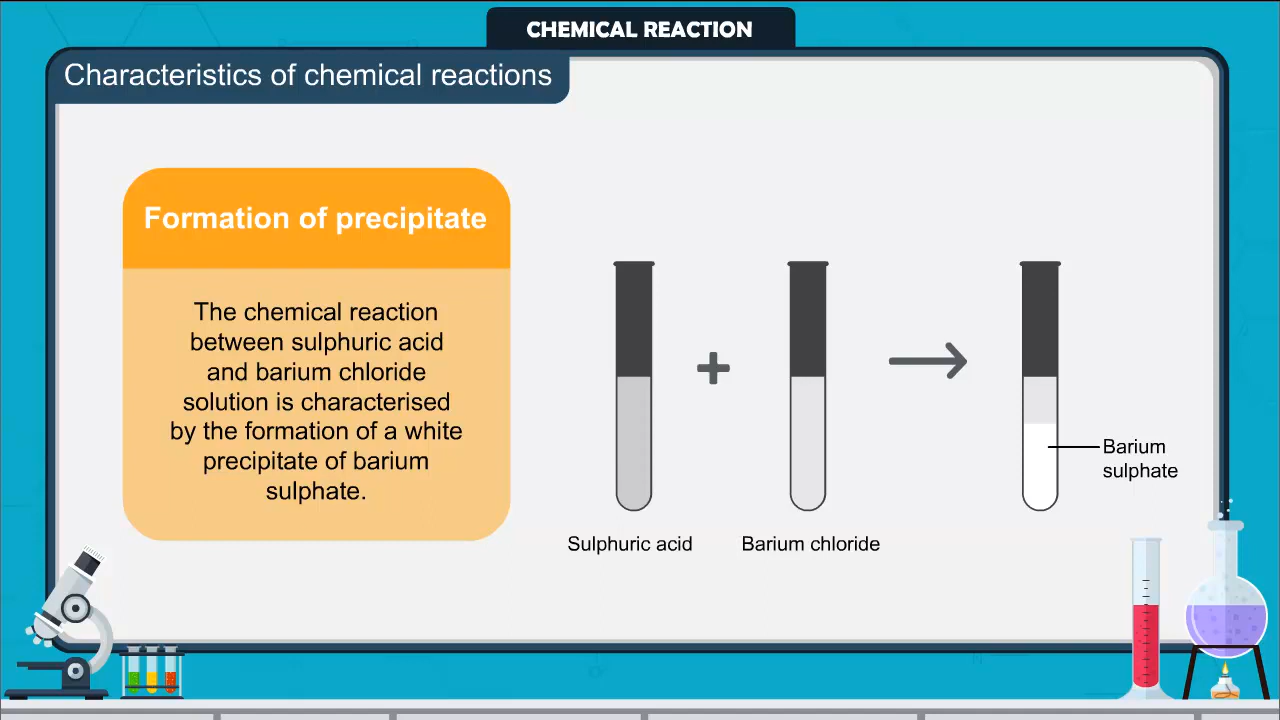 CHEMICAL REACTION
Characteristics of chemical reactions
Formation of precipitate
The chemical reaction
between sulphuric acid
and barium chloride
solution is characterised
by the formation of a white
precipitate of barium
sulphate.
Barium
sulphate
Sulphuric acid
Barium chloride